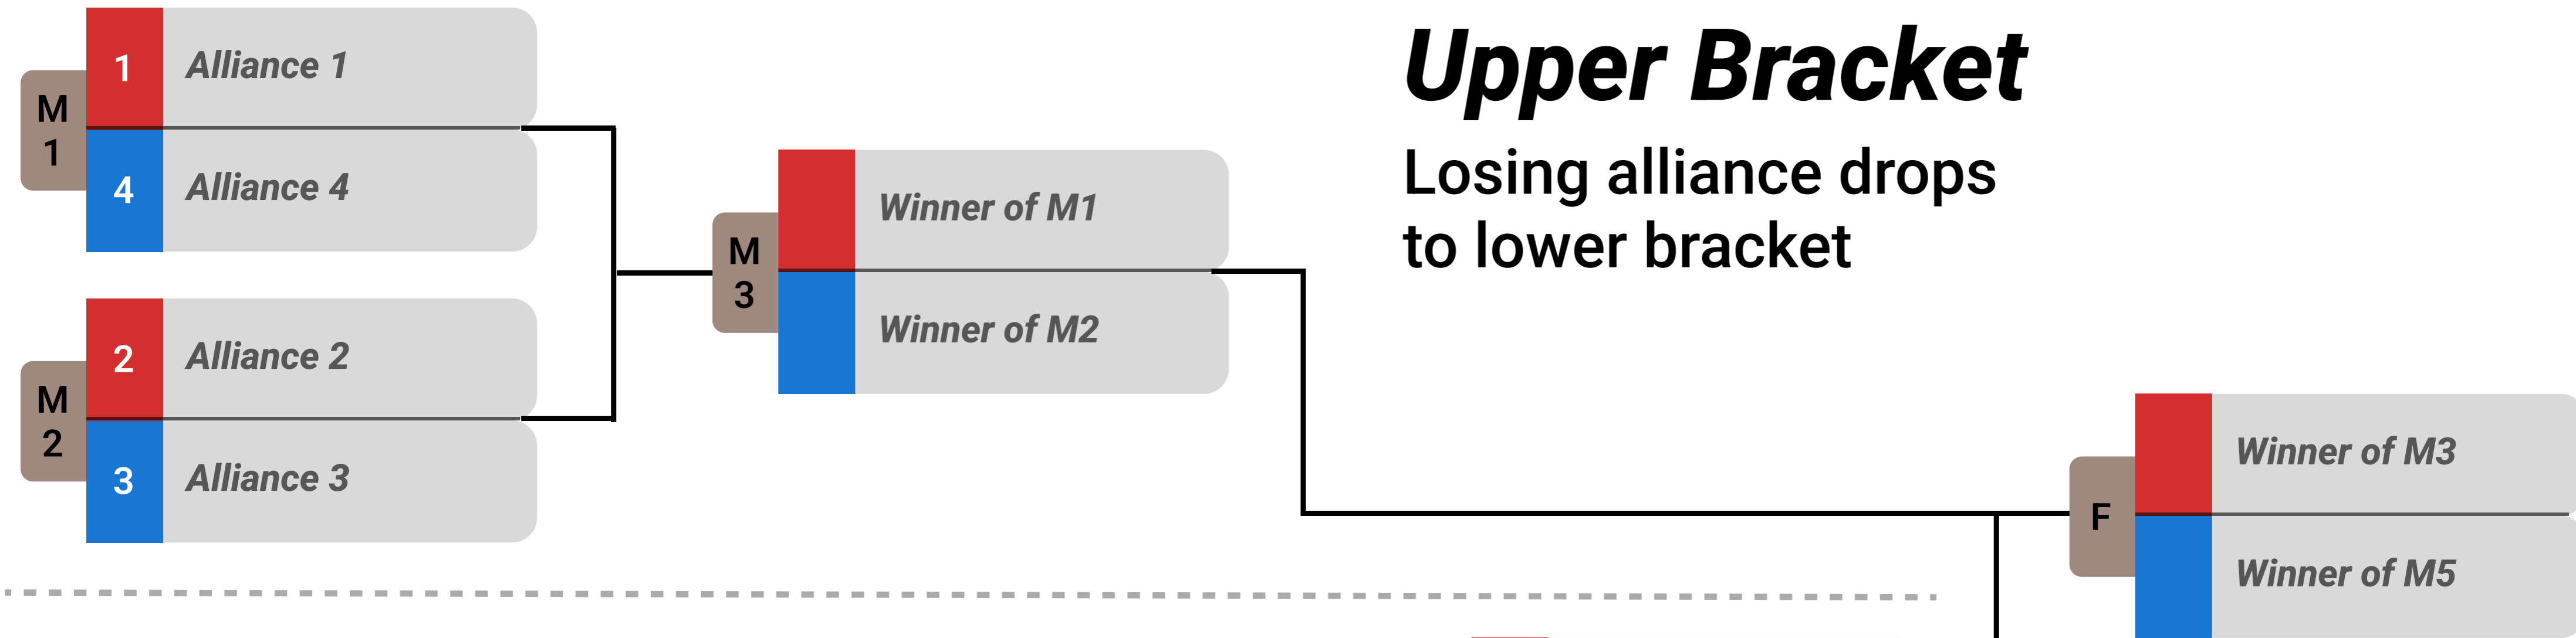 M
1
1
Alliance 1
4
Alliance 4
M
2
2
Alliance 2
3
Alliance 3
M
3
Winner of M1
Winner of M2
Upper Bracket
Losing alliance drops
to lower bracket
F
Winner of M3
Winner of M5